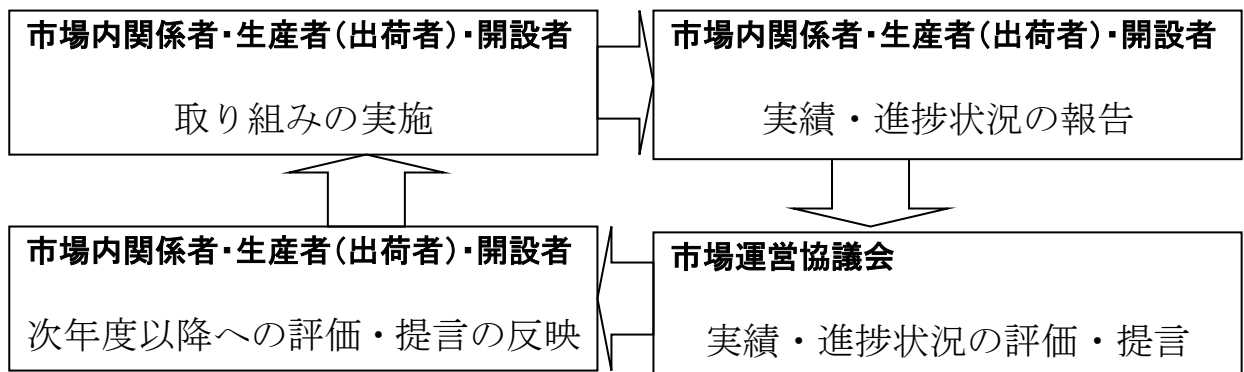 市場内関係者・生産者(出荷者)・開設者
取り組みの実施
市場内関係者・生産者(出荷者)・開設者
実績・進捗状況の報告
市場内関係者・生産者(出荷者)・開設者
次年度以降への評価・提言の反映
市場運営協議会
実績・進捗状況の評価・提言